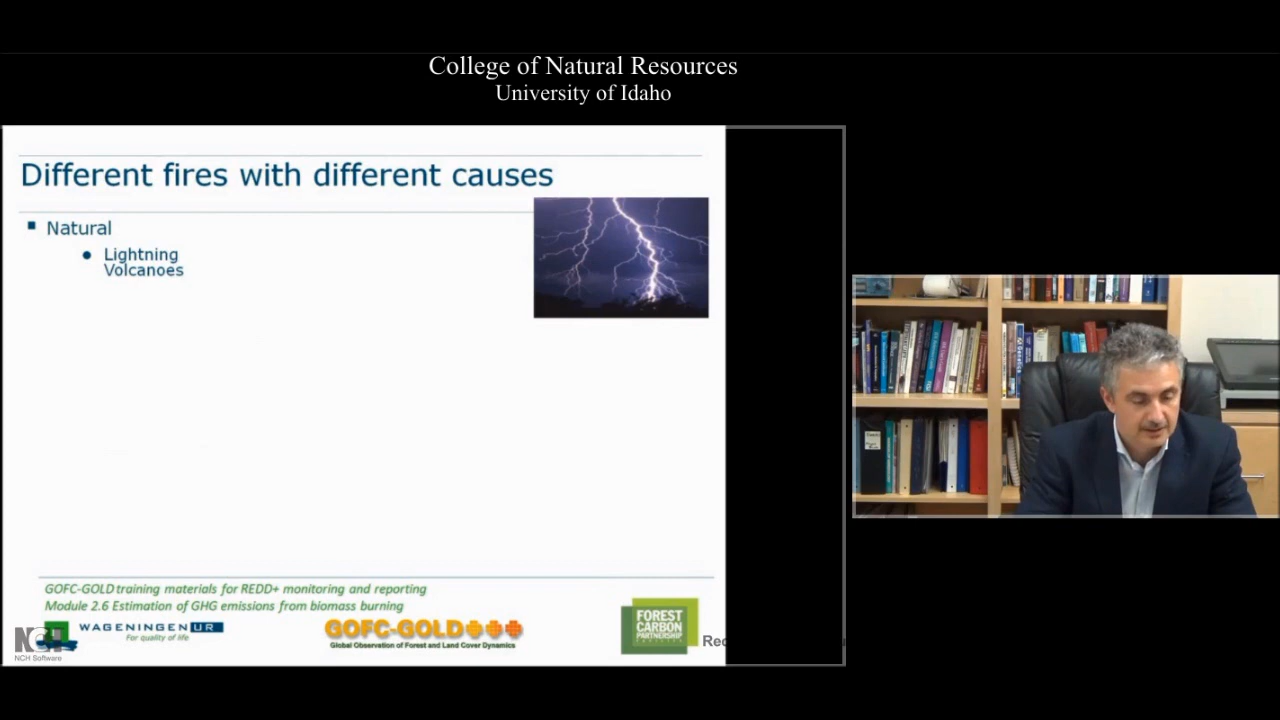 College of Natural Resources
University of Idaho
Different fires with different causes
Natural
Lightning
Volcanoes
GOFC-GOLD training materials for REDD+ monitoring and reporting
Module 2.6 Estimation of GHG emissions from biomass burning
WAGENINGEN UR
For quality of life
GOFC-GOLD
Global Observation of Forest and Land Cover Dynamics
FOREST
CARBON
PARTNERSHIP
NCH
NCH Software
Genetics